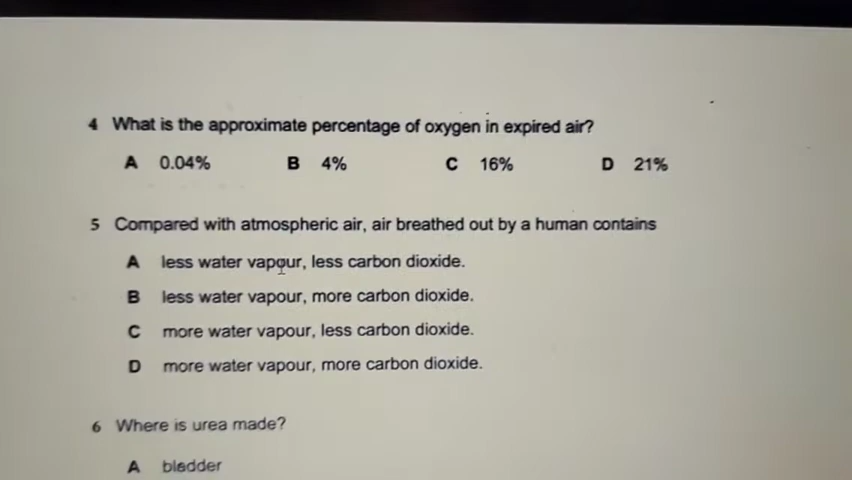 4 What is the approximate percentage of oxygen in expired air?
A 0.04% B 4% C 16% D 21%
5 Compared with atmospheric air, air breathed out by a human contains
A less water vapour, less carbon dioxide.
B less water vapour, more carbon dioxide.
C more water vapour, less carbon dioxide.
D more water vapour, more carbon dioxide.
6 Where is urea made?
A bladder